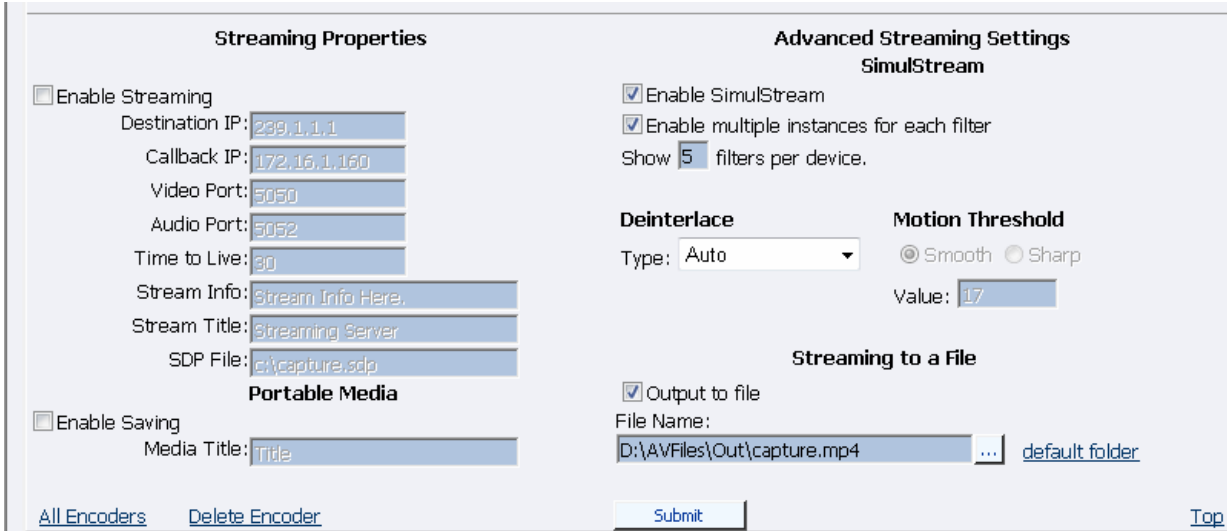 Streaming Properties
Enable Streaming
Destination IP: 239.1.1.1
Callback IP: 172.16.1.160
Video Port: 5050
Audio Port: 5052
Time to Live: 30
Stream Info: Stream Info Here.
Stream Title: Streaming Server
SDP File: c:\capture.sdp
Portable Media
Enable Saving
Media Title: Title
Advanced Streaming Settings
SimulStream
Enable SimulStream
Enable multiple instances for each filter
Show 5 filters per device.
Deinterlace
Type: Auto
Motion Threshold
Smooth Sharp
Value: 17
Streaming to a File
Output to file
File Name:
D:\AVFiles\Out\capture.mp4 ... default folder
All Encoders Delete Encoder Submit Top